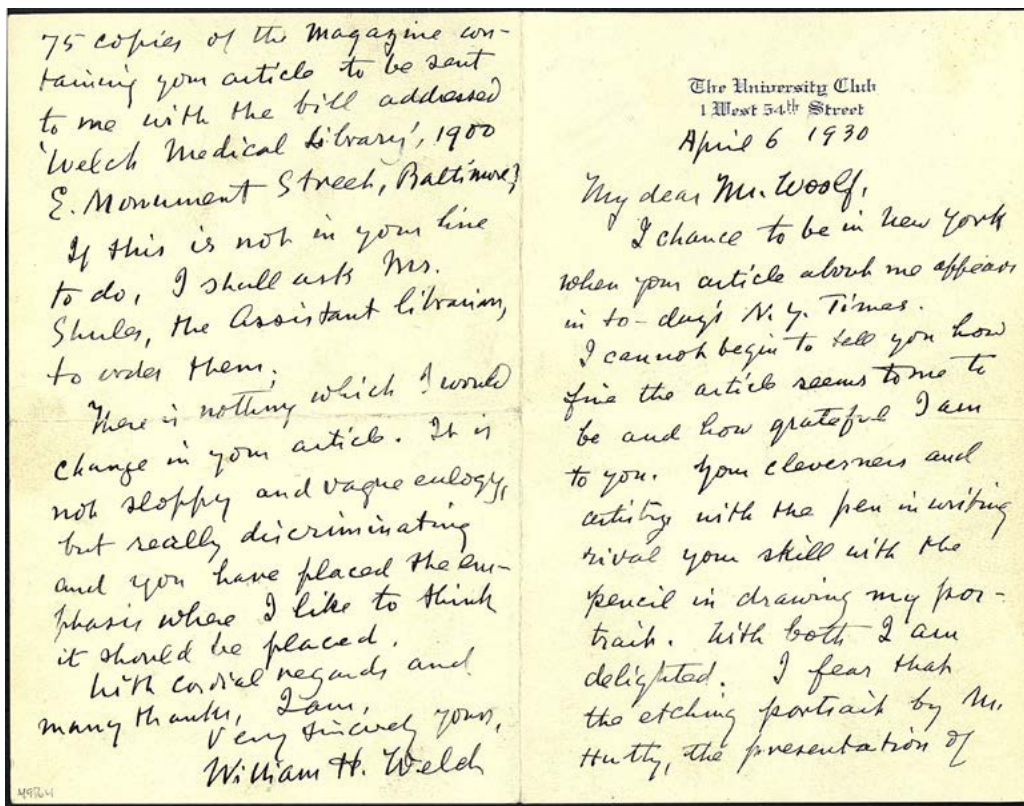 The University Club
1 West 54th Street
April 6 1930
My dear Mr. Woolf,
I chance to be in New York
when your article about me appears
in to-day's N. Y. Times.
I cannot begin to tell you how
fine the article seems to me to
be and how grateful I am
to you. Your cleverness and
artistry with the pen in writing
rival your skill with the
pencil in drawing my por-
trait. With both I am
delighted. I fear that
the etching portrait by Mr.
Hutty, the presentation of
75 copies of the Magazine con-
taining your article to be sent
to me with the bill addressed
'Welch Medical Library', 1900
E. Monument Street, Baltimore?
If this is not in your line
to do, I shall ask Mrs.
the Assistant librarian,
to order them.
There is nothing which I would
change in your article. It is
not sloppy and vague eulogy,
but really discriminating
and you have placed the em-
phasis where I like to think
it should be placed.
With cordial regards and
many thanks, I am,
Very sincerely yours,
William H. Welch